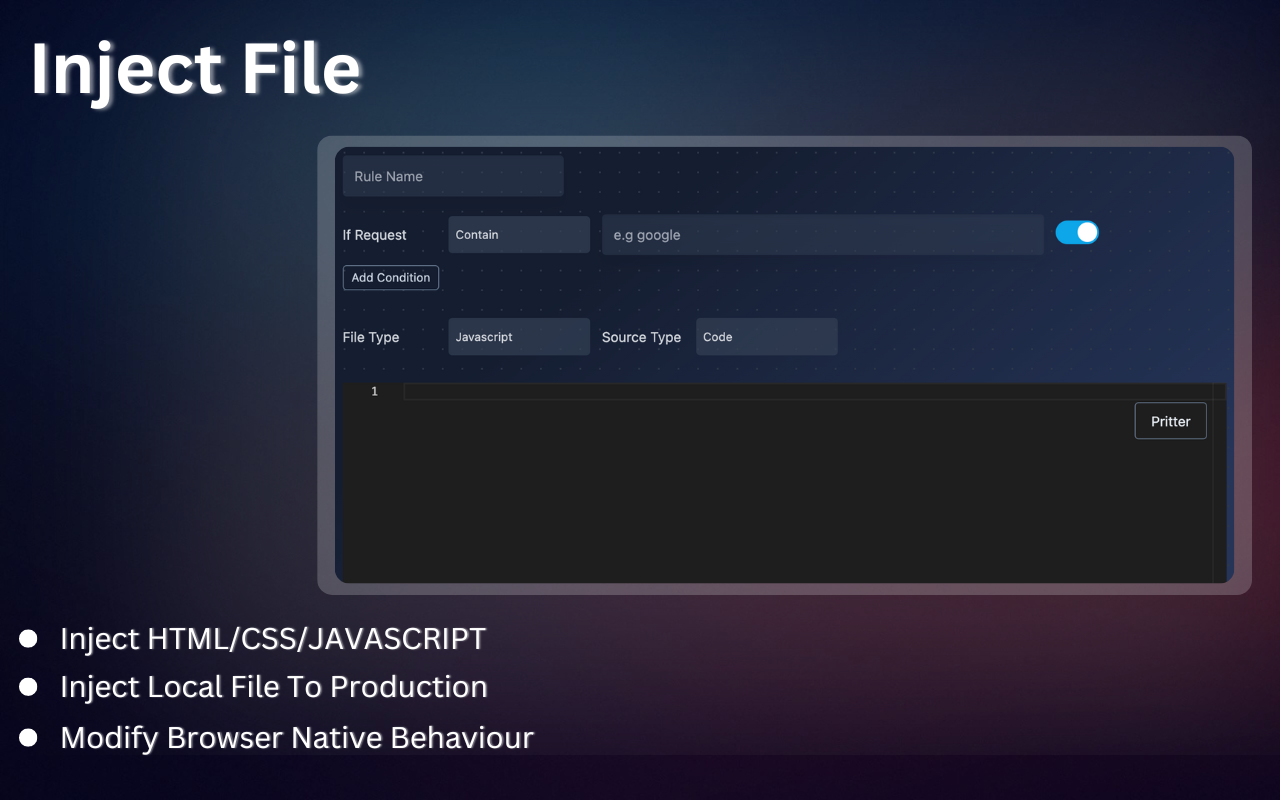 Inject File
Rule Name
If Request Contain e.g google
Add Condition
File Type Javascript Source Type Code
1
Pritter
Inject HTML/CSS/JAVASCRIPT
Inject Local File To Production
Modify Browser Native Behaviour